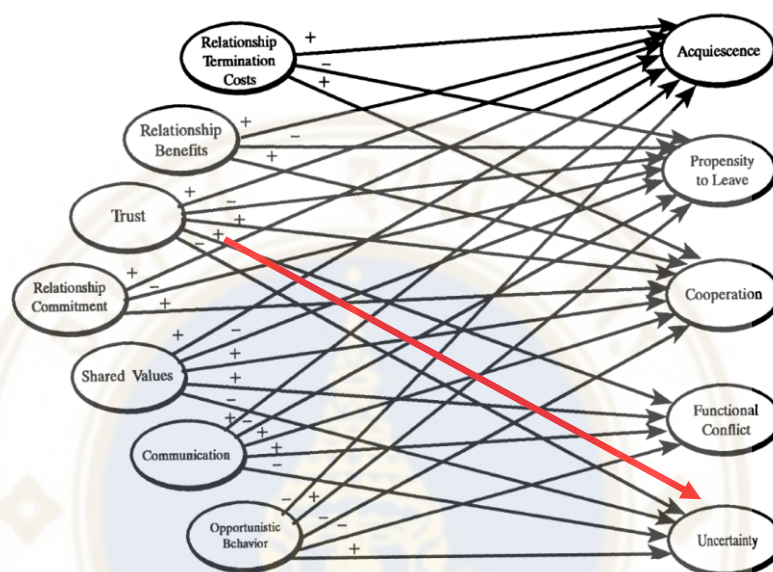 Relationship
Termination
Costs
+
−
+
Acquiescence
Relationship
Benefits
+
−
+
Propensity
to Leave
Trust
+
−
+
+
−
Relationship
Commitment
+
−
+
Cooperation
Shared Values
+
−
+
+
−
Functional
Conflict
Communication
+
−
+
+
−
Opportunistic
Behavior
−
+
−
−
+
Uncertainty